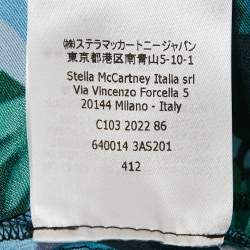 ㈱ステラマッカートニージャパン
東京都港区南青山5-10-1
Stella McCartney Italia srl
Via Vincenzo Forcella 5
20144 Milano - Italy
C103 2022 86
640014 3AS201
412